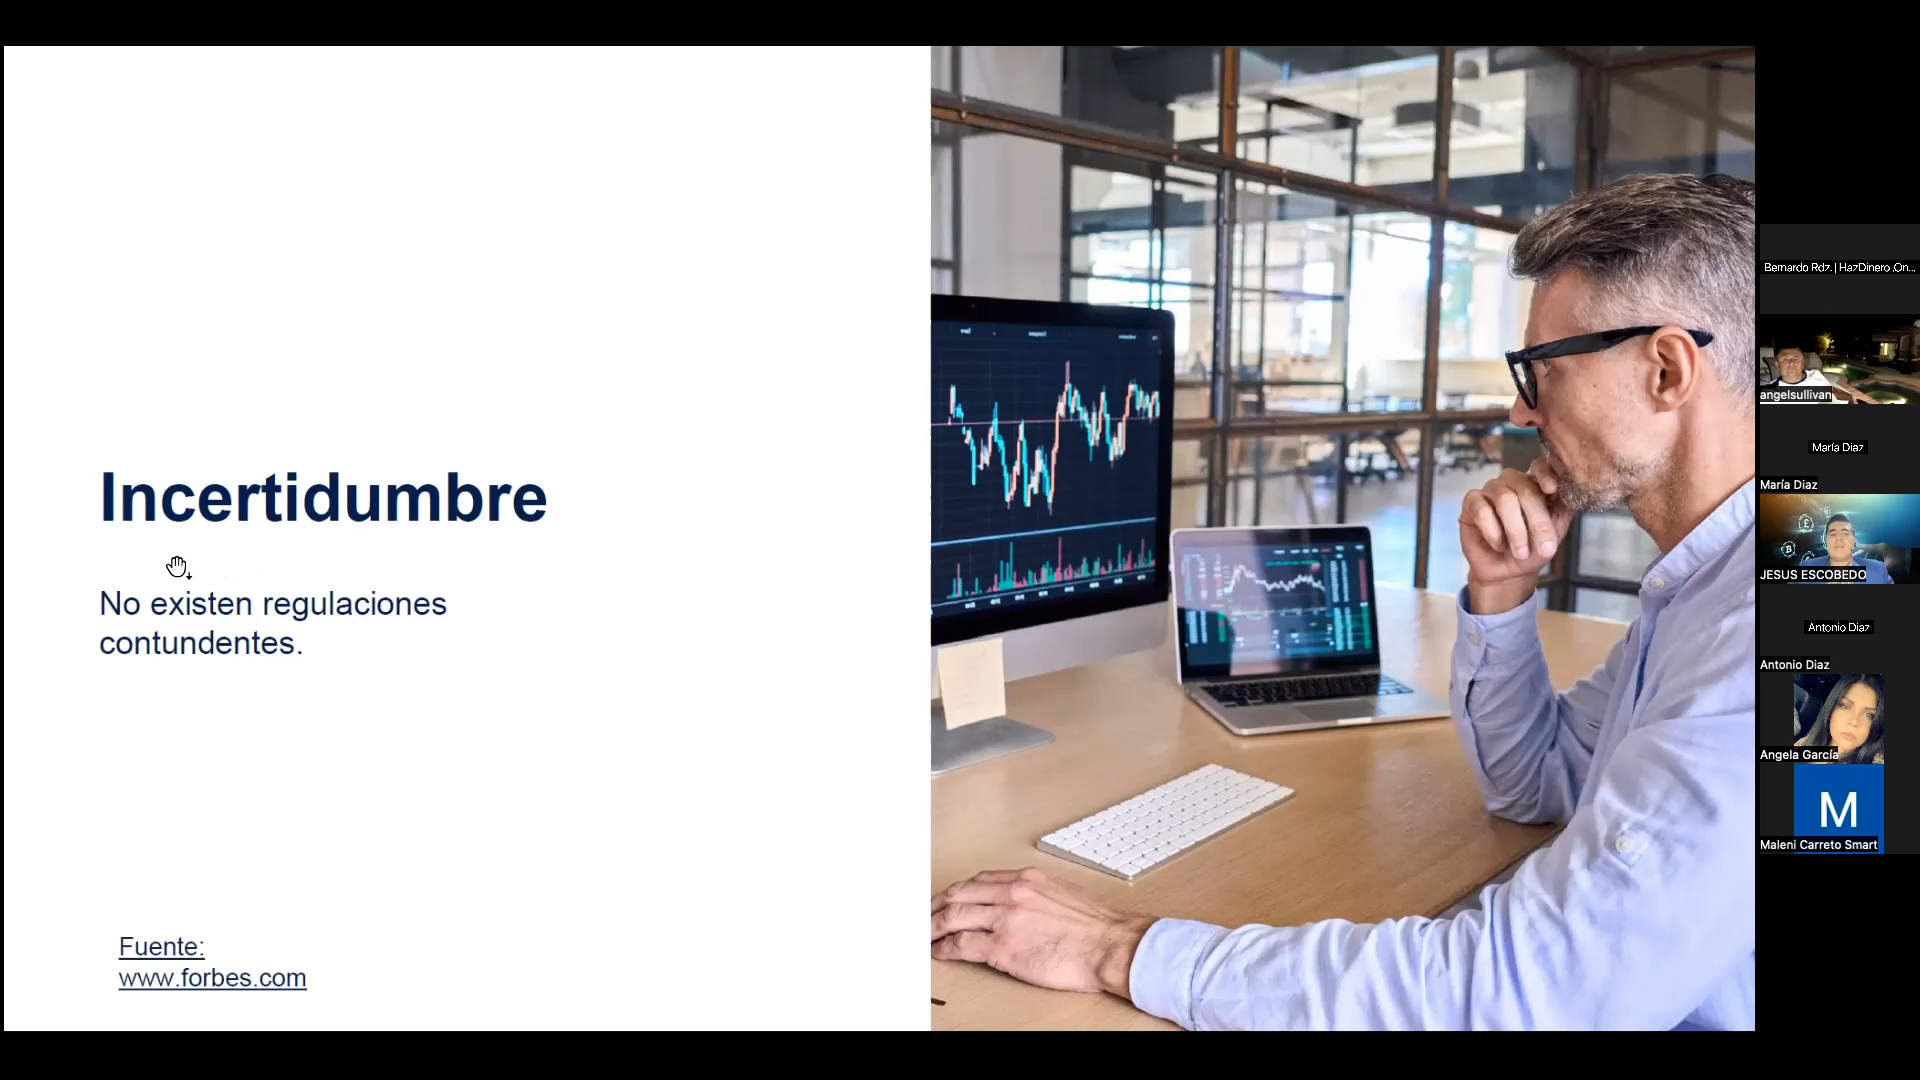 Incertidumbre
No existen regulaciones
contundentes.
Fuente:
www.forbes.com
Bernardo Rdz. | HazDinero .On...
angelsullivan
María Diaz
María Diaz
JESUS ESCOBEDO
Antonio Diaz
Antonio Diaz
Angela García
M
Maleni Carreto Smart